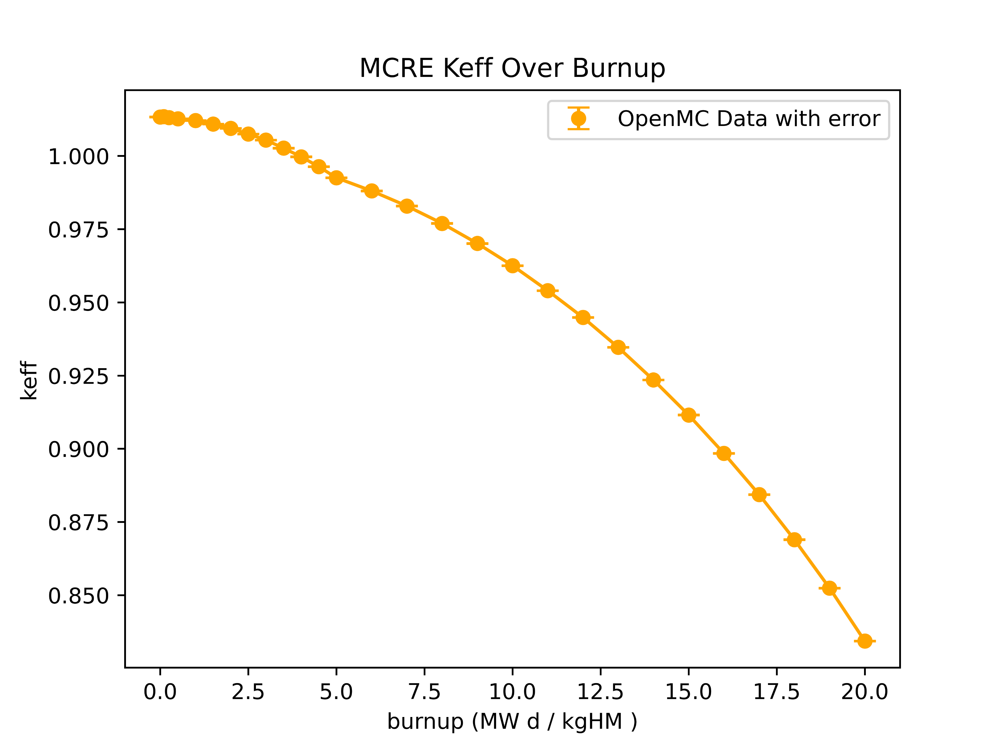 MCRE Keff Over Burnup
OpenMC Data with error
keff
1.000
0.975
0.950
0.925
0.900
0.875
0.850
0.0 2.5 5.0 7.5 10.0 12.5 15.0 17.5 20.0
burnup (MW d / kgHM )